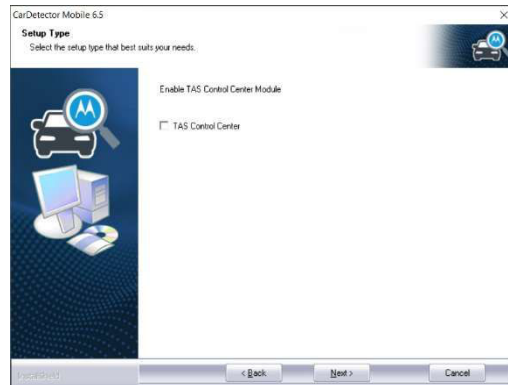 CarDetector Mobile 6.5
Setup Type
Select the setup type that best suits your needs.
Enable TAS Control Center Module
TAS Control Center
InstallShield
< Back
Next >
Cancel